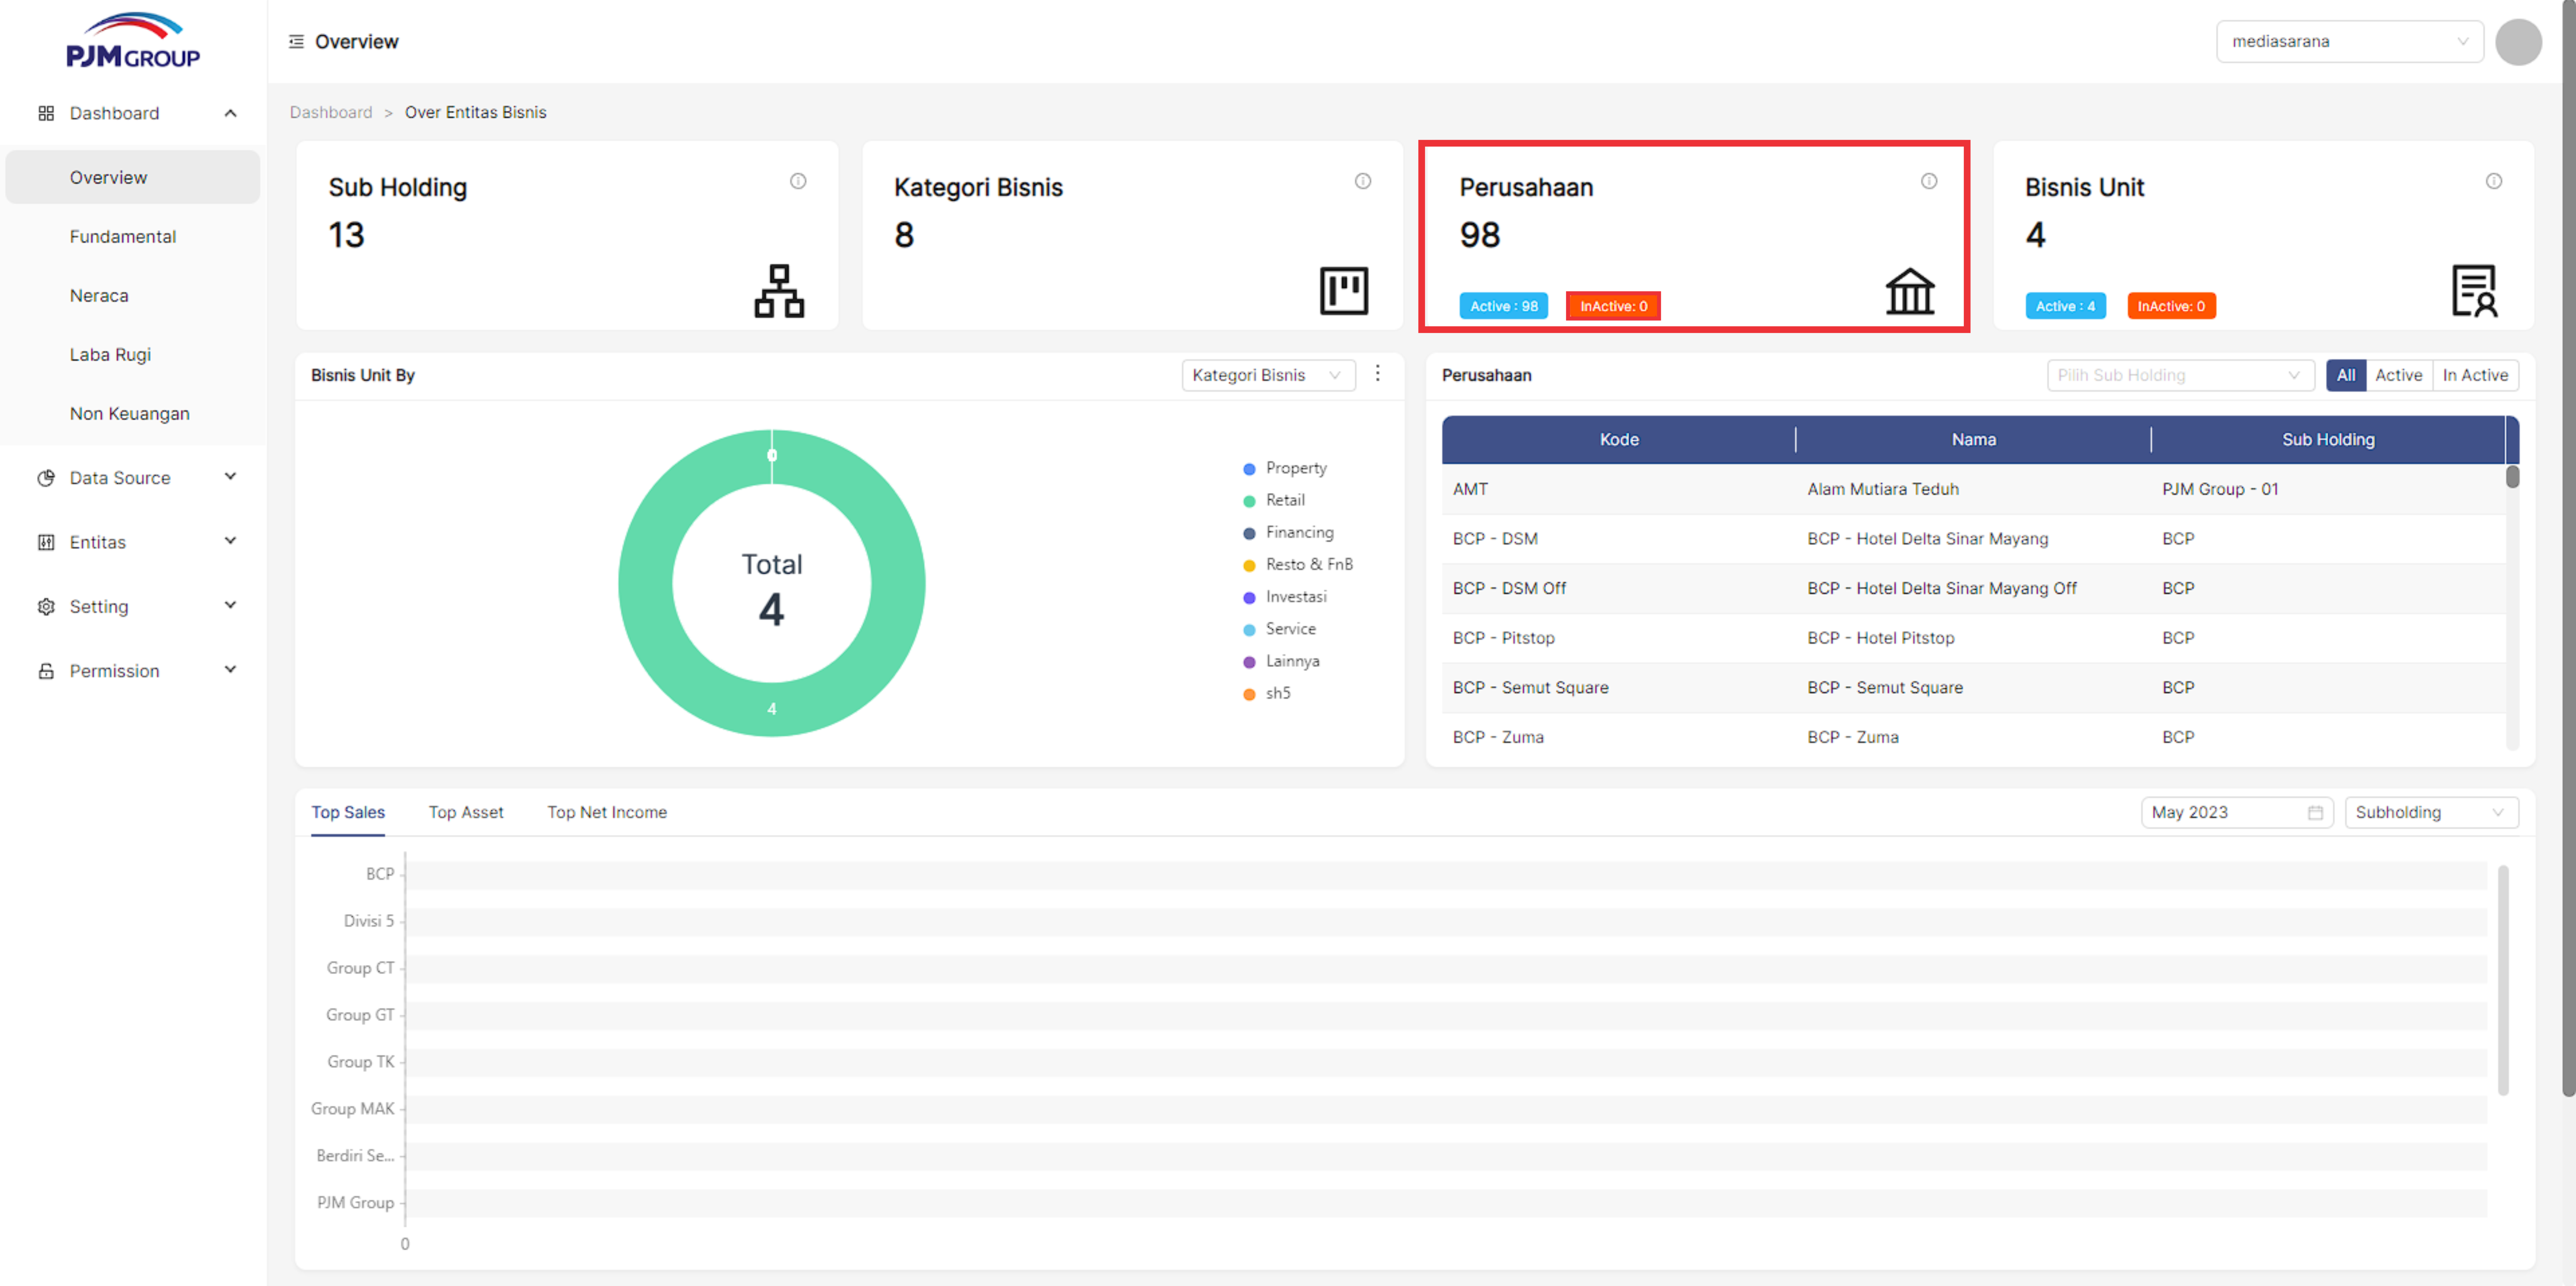 PJM GROUP
Overview
mediasarana
Dashboard
Overview
Fundamental
Neraca
Laba Rugi
Non Keuangan
Data Source
Entitas
Setting
Permission
Dashboard > Over Entitas Bisnis
Sub Holding
13
Kategori Bisnis
8
Perusahaan
98
Active : 98 InActive: 0
Bisnis Unit
4
Active : 4 InActive: 0
Bisnis Unit By Kategori Bisnis
0
Total
4
4
Property
Retail
Financing
Resto & FnB
Investasi
Service
Lainnya
sh5
Perusahaan Pilih Sub Holding All Active In Active
Kode Nama Sub Holding
AMT Alam Mutiara Teduh PJM Group - 01
BCP - DSM BCP - Hotel Delta Sinar Mayang BCP
BCP - DSM Off BCP - Hotel Delta Sinar Mayang Off BCP
BCP - Pitstop BCP - Hotel Pitstop BCP
BCP - Semut Square BCP - Semut Square BCP
BCP - Zuma BCP - Zuma BCP
Top Sales Top Asset Top Net Income May 2023 Subholding
BCP
Divisi 5
Group CT
Group GT
Group TK
Group MAK
Berdiri Se...
PJM Group
0